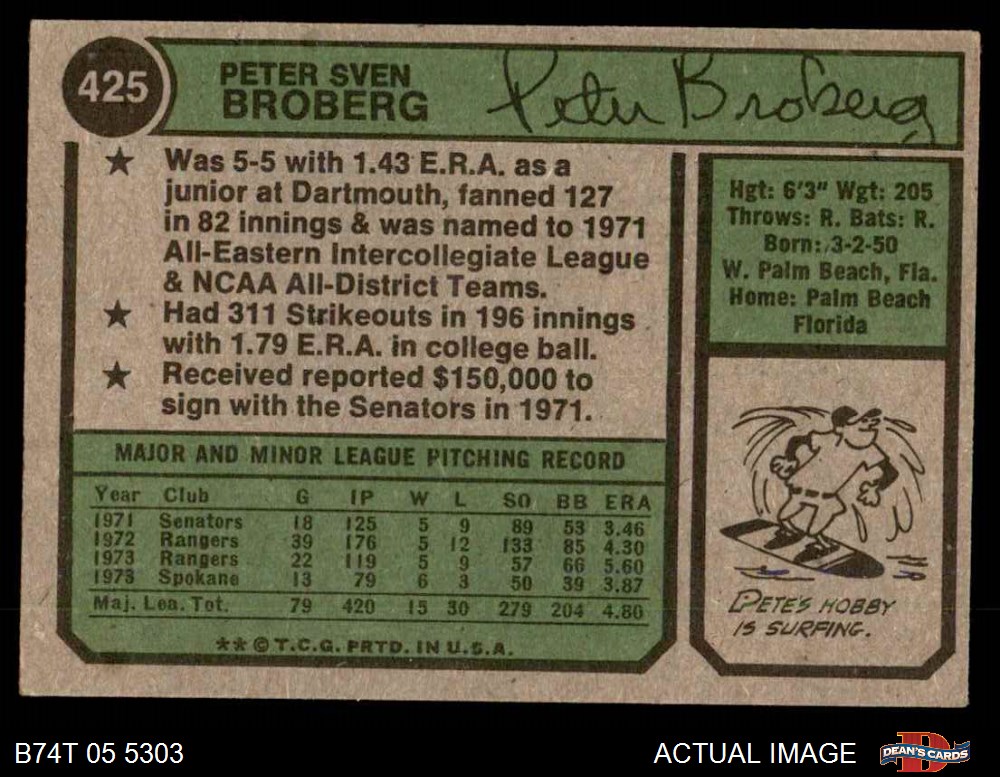 425
PETER SVEN
BROBERG
Peter Broberg
★ Was 5-5 with 1.43 E.R.A. as a
junior at Dartmouth, fanned 127
in 82 innings & was named to 1971
All-Eastern Intercollegiate League
& NCAA All-District Teams.
★ Had 311 Strikeouts in 196 innings
with 1.79 E.R.A. in college ball.
★ Received reported $150,000 to
sign with the Senators in 1971.
Hgt: 6'3" Wgt: 205
Throws: R. Bats: R.
Born: 3-2-50
W. Palm Beach, Fla.
Home: Palm Beach
Florida
MAJOR AND MINOR LEAGUE PITCHING RECORD
Year Club G IP W L SO BB ERA
1971 Senators 18 125 5 9 89 53 3.46
1972 Rangers 39 176 5 12 133 85 4.30
1973 Rangers 22 119 5 9 57 66 5.60
1973 Spokane 13 79 6 3 50 39 3.87
Maj. Lea. Tot. 79 420 15 30 279 204 4.80
**© T.C.G. PRTD. IN U.S.A.
PETE'S HOBBY
IS SURFING.
B74T 05 5303
ACTUAL IMAGE
DEAN'S CARDS